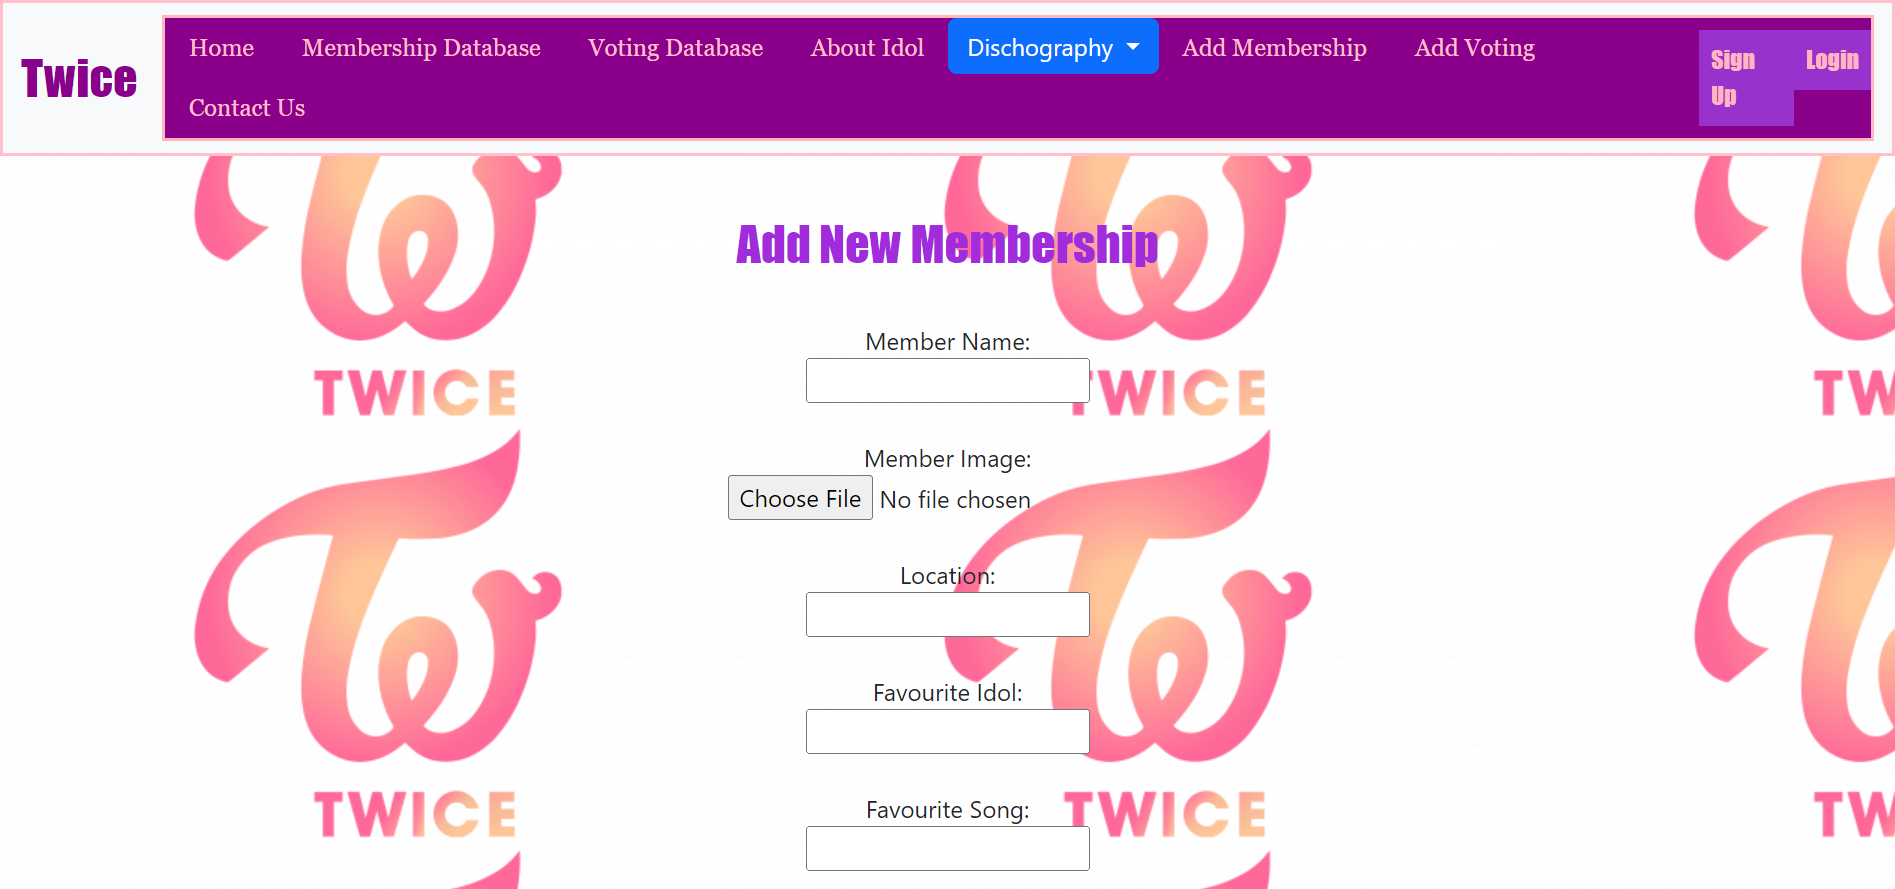 Twice
Home Membership Database Voting Database About Idol Dischography Add Membership Add Voting
Contact Us
Sign Up
Login
Add New Membership
Member Name:
TWICE TWICE TW
Member Image:
Choose File No file chosen
Location:
Favourite Idol:
Favourite Song:
TWICE TWICE TW